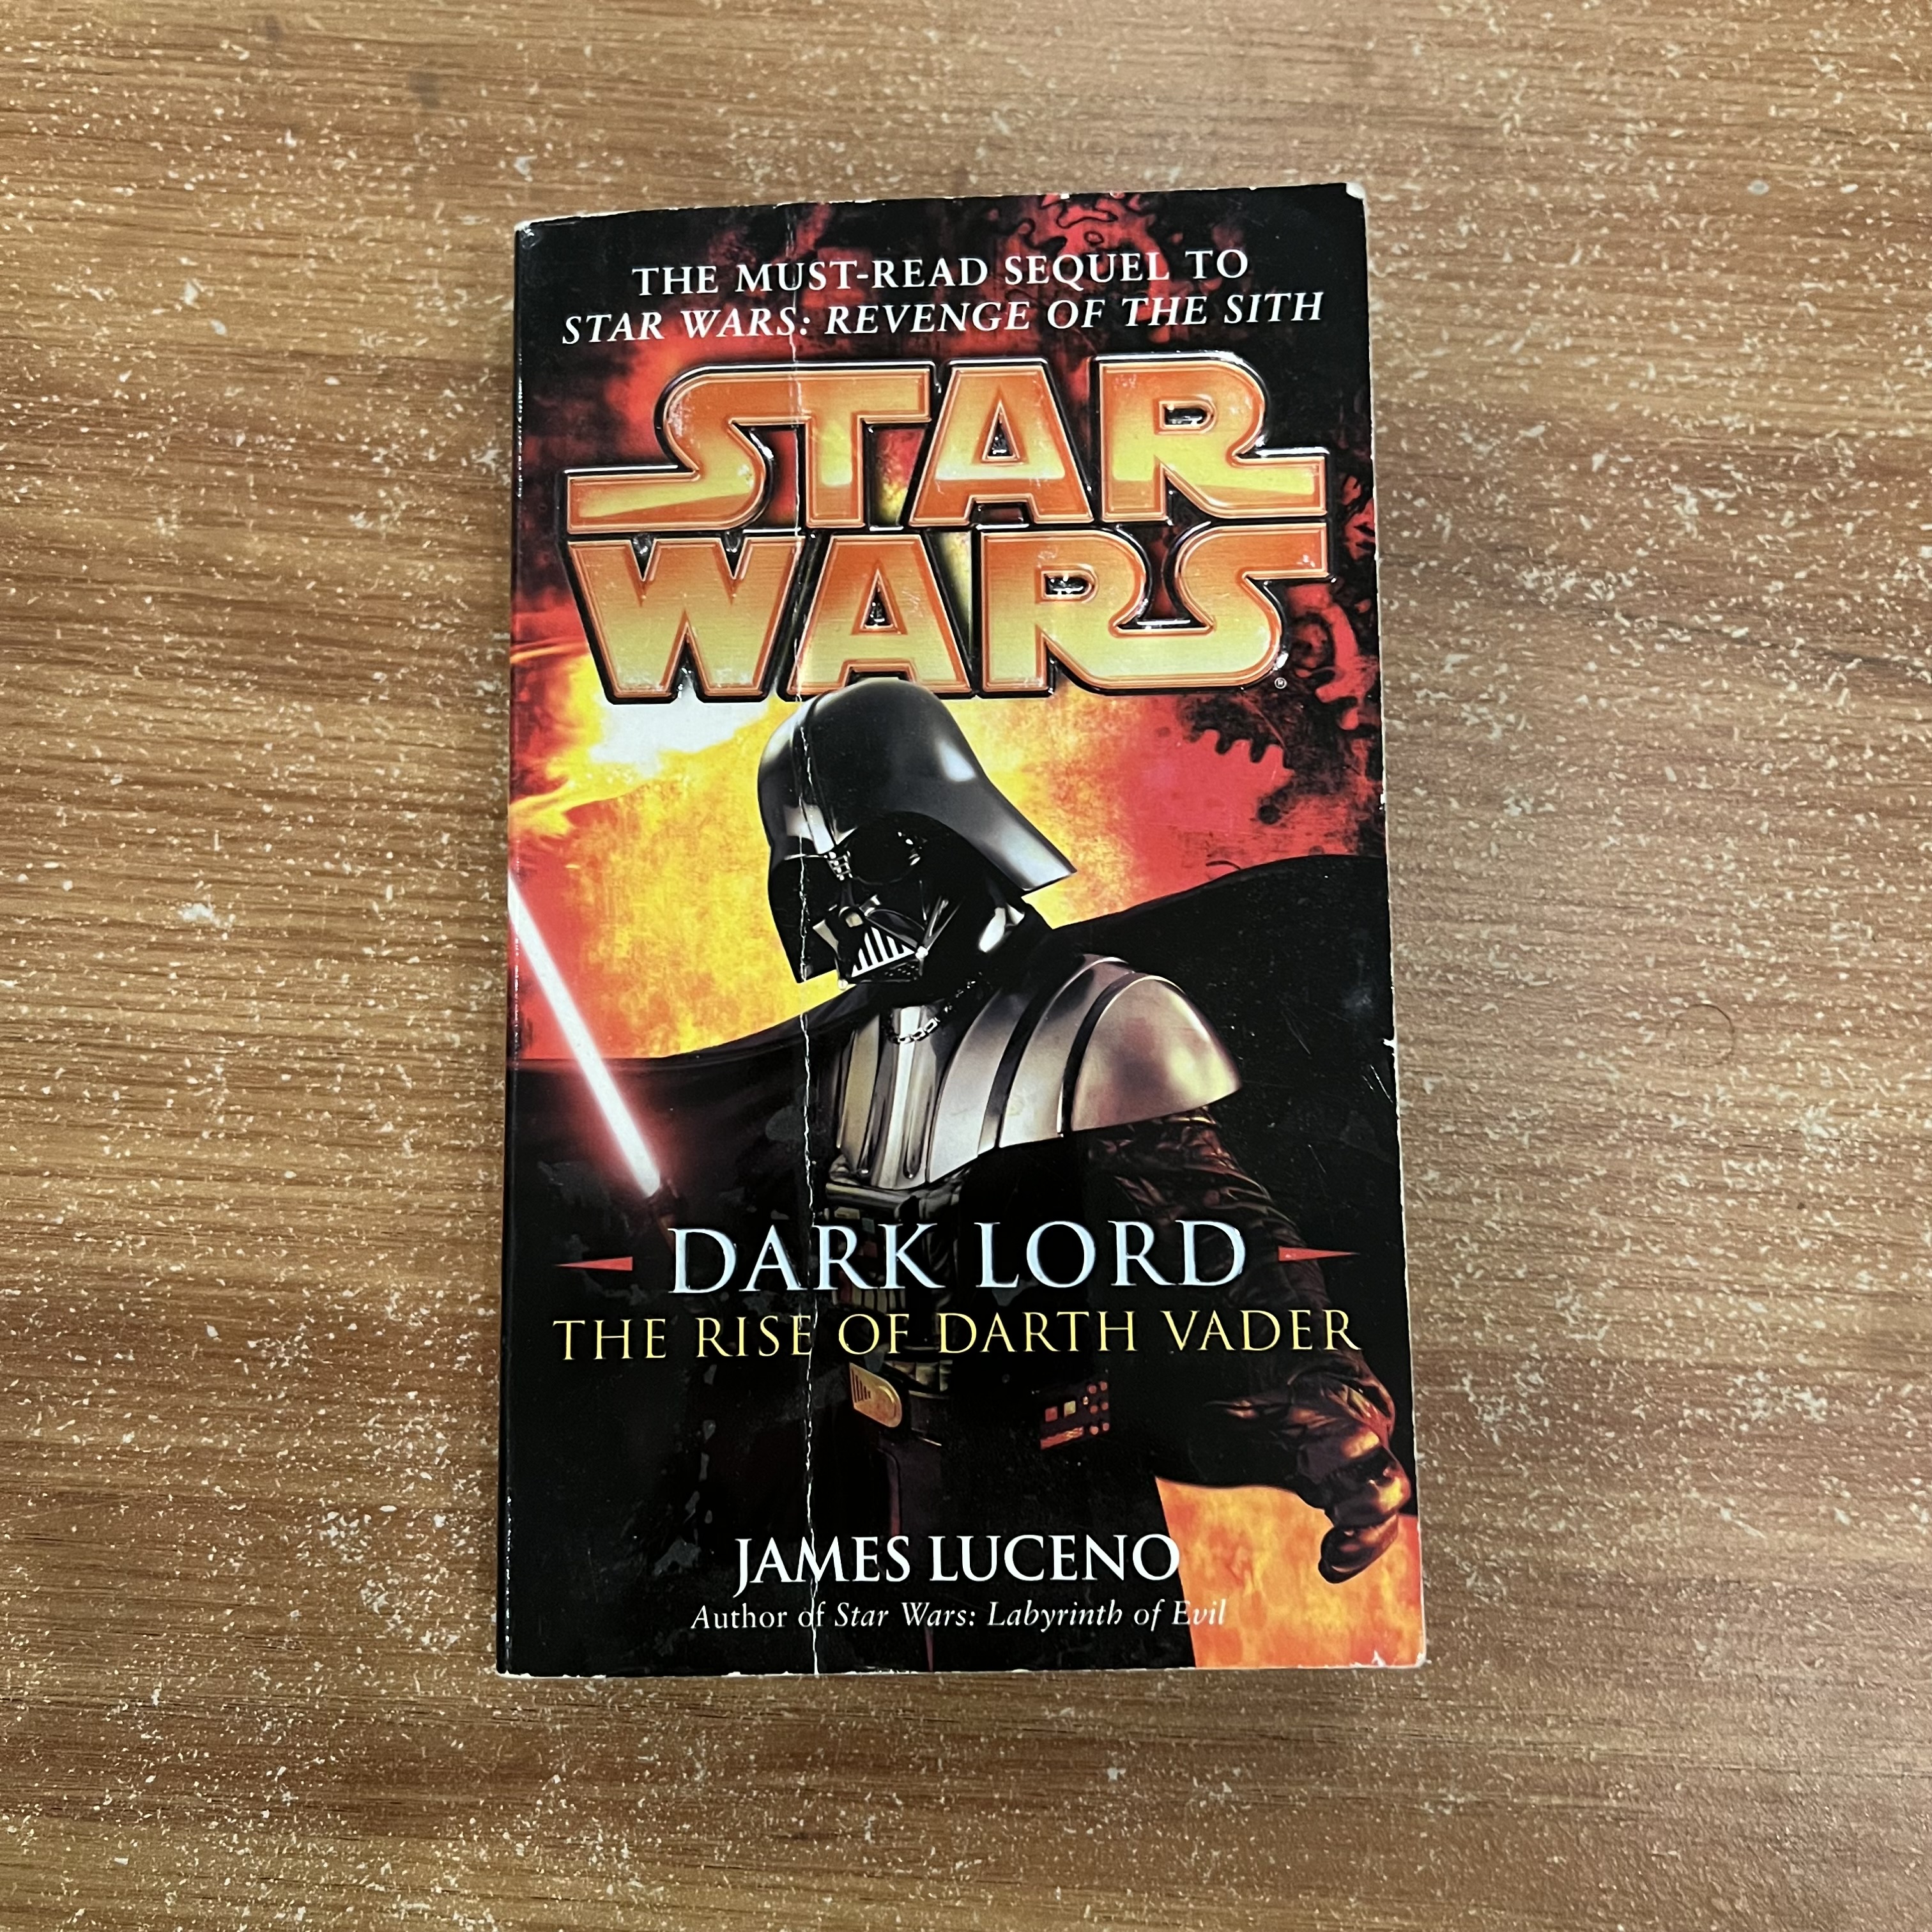 THE MUST-READ SEQUEL TO
STAR WARS: REVENGE OF THE SITH
STAR
WARS®
DARK LORD
THE RISE OF DARTH VADER
JAMES LUCENO
Author of Star Wars: Labyrinth of Evil